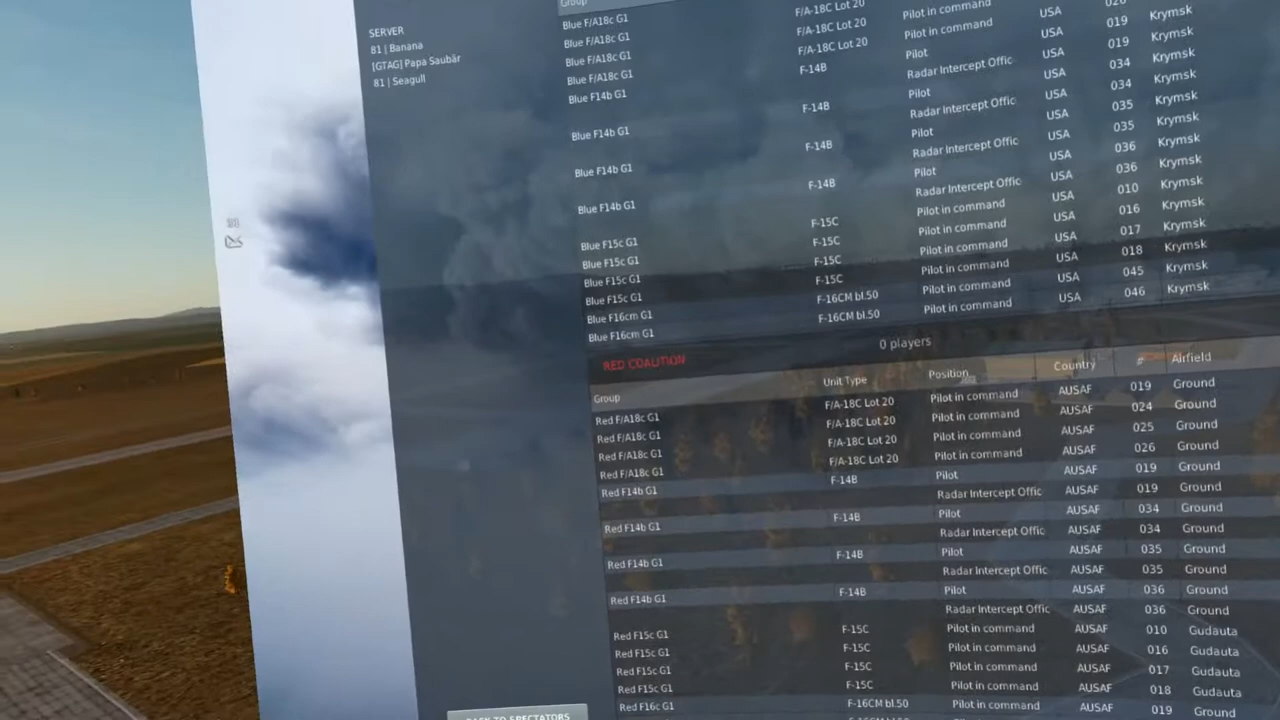 SERVER
81 | Banana
[GTAG] Papa Saubär
81 | Seagull
Group
Blue F/A18c G1 F/A-18C Lot 20 Pilot in command USA
Blue F/A18c G1 F/A-18C Lot 20 Pilot in command USA 019 Krymsk
Blue F/A18c G1 F/A-18C Lot 20 Pilot USA 019 Krymsk
Blue F/A18c G1 F-14B Radar Intercept Offic USA 034 Krymsk
Blue F14b G1 Pilot USA 034 Krymsk
F-14B Radar Intercept Offic USA 035 Krymsk
Blue F14b G1 Pilot USA 035 Krymsk
F-14B Radar Intercept Offic USA 036 Krymsk
Blue F14b G1 Pilot USA 036 Krymsk
F-14B Radar Intercept Offic USA 010 Krymsk
Blue F14b G1 Pilot in command USA 016 Krymsk
F-15C Pilot in command USA 017 Krymsk
Blue F15c G1 F-15C Pilot in command USA 018 Krymsk
Blue F15c G1 F-15C Pilot in command USA 045 Krymsk
Blue F15c G1 F-15C Pilot in command USA 046 Krymsk
Blue F15c G1 F-16CM bl.50
Blue F16cm G1 F-16CM bl.50
Blue F16cm G1
RED COALITION 0 players
Group Unit Type Position Country # Airfield
Red F/A18c G1 F/A-18C Lot 20 Pilot in command AUSAF 019 Ground
Red F/A18c G1 F/A-18C Lot 20 Pilot in command AUSAF 024 Ground
Red F/A18c G1 F/A-18C Lot 20 Pilot in command AUSAF 025 Ground
Red F/A18c G1 F/A-18C Lot 20 Pilot in command AUSAF 026 Ground
Red F14b G1 F-14B Pilot AUSAF 019 Ground
Radar Intercept Offic AUSAF 019 Ground
Red F14b G1 F-14B Pilot AUSAF 034 Ground
Radar Intercept Offic AUSAF 034 Ground
Red F14b G1 F-14B Pilot AUSAF 035 Ground
Radar Intercept Offic AUSAF 035 Ground
Red F14b G1 F-14B Pilot AUSAF 036 Ground
Radar Intercept Offic AUSAF 036 Ground
Red F15c G1 F-15C Pilot in command AUSAF 010 Gudauta
Red F15c G1 F-15C Pilot in command AUSAF 016 Gudauta
Red F15c G1 F-15C Pilot in command AUSAF 017 Gudauta
Red F15c G1 F-15C Pilot in command AUSAF 018 Gudauta
Red F16c G1 F-16CM bl.50 Pilot in command AUSAF 019 Ground
BACK TO SPECTATORS